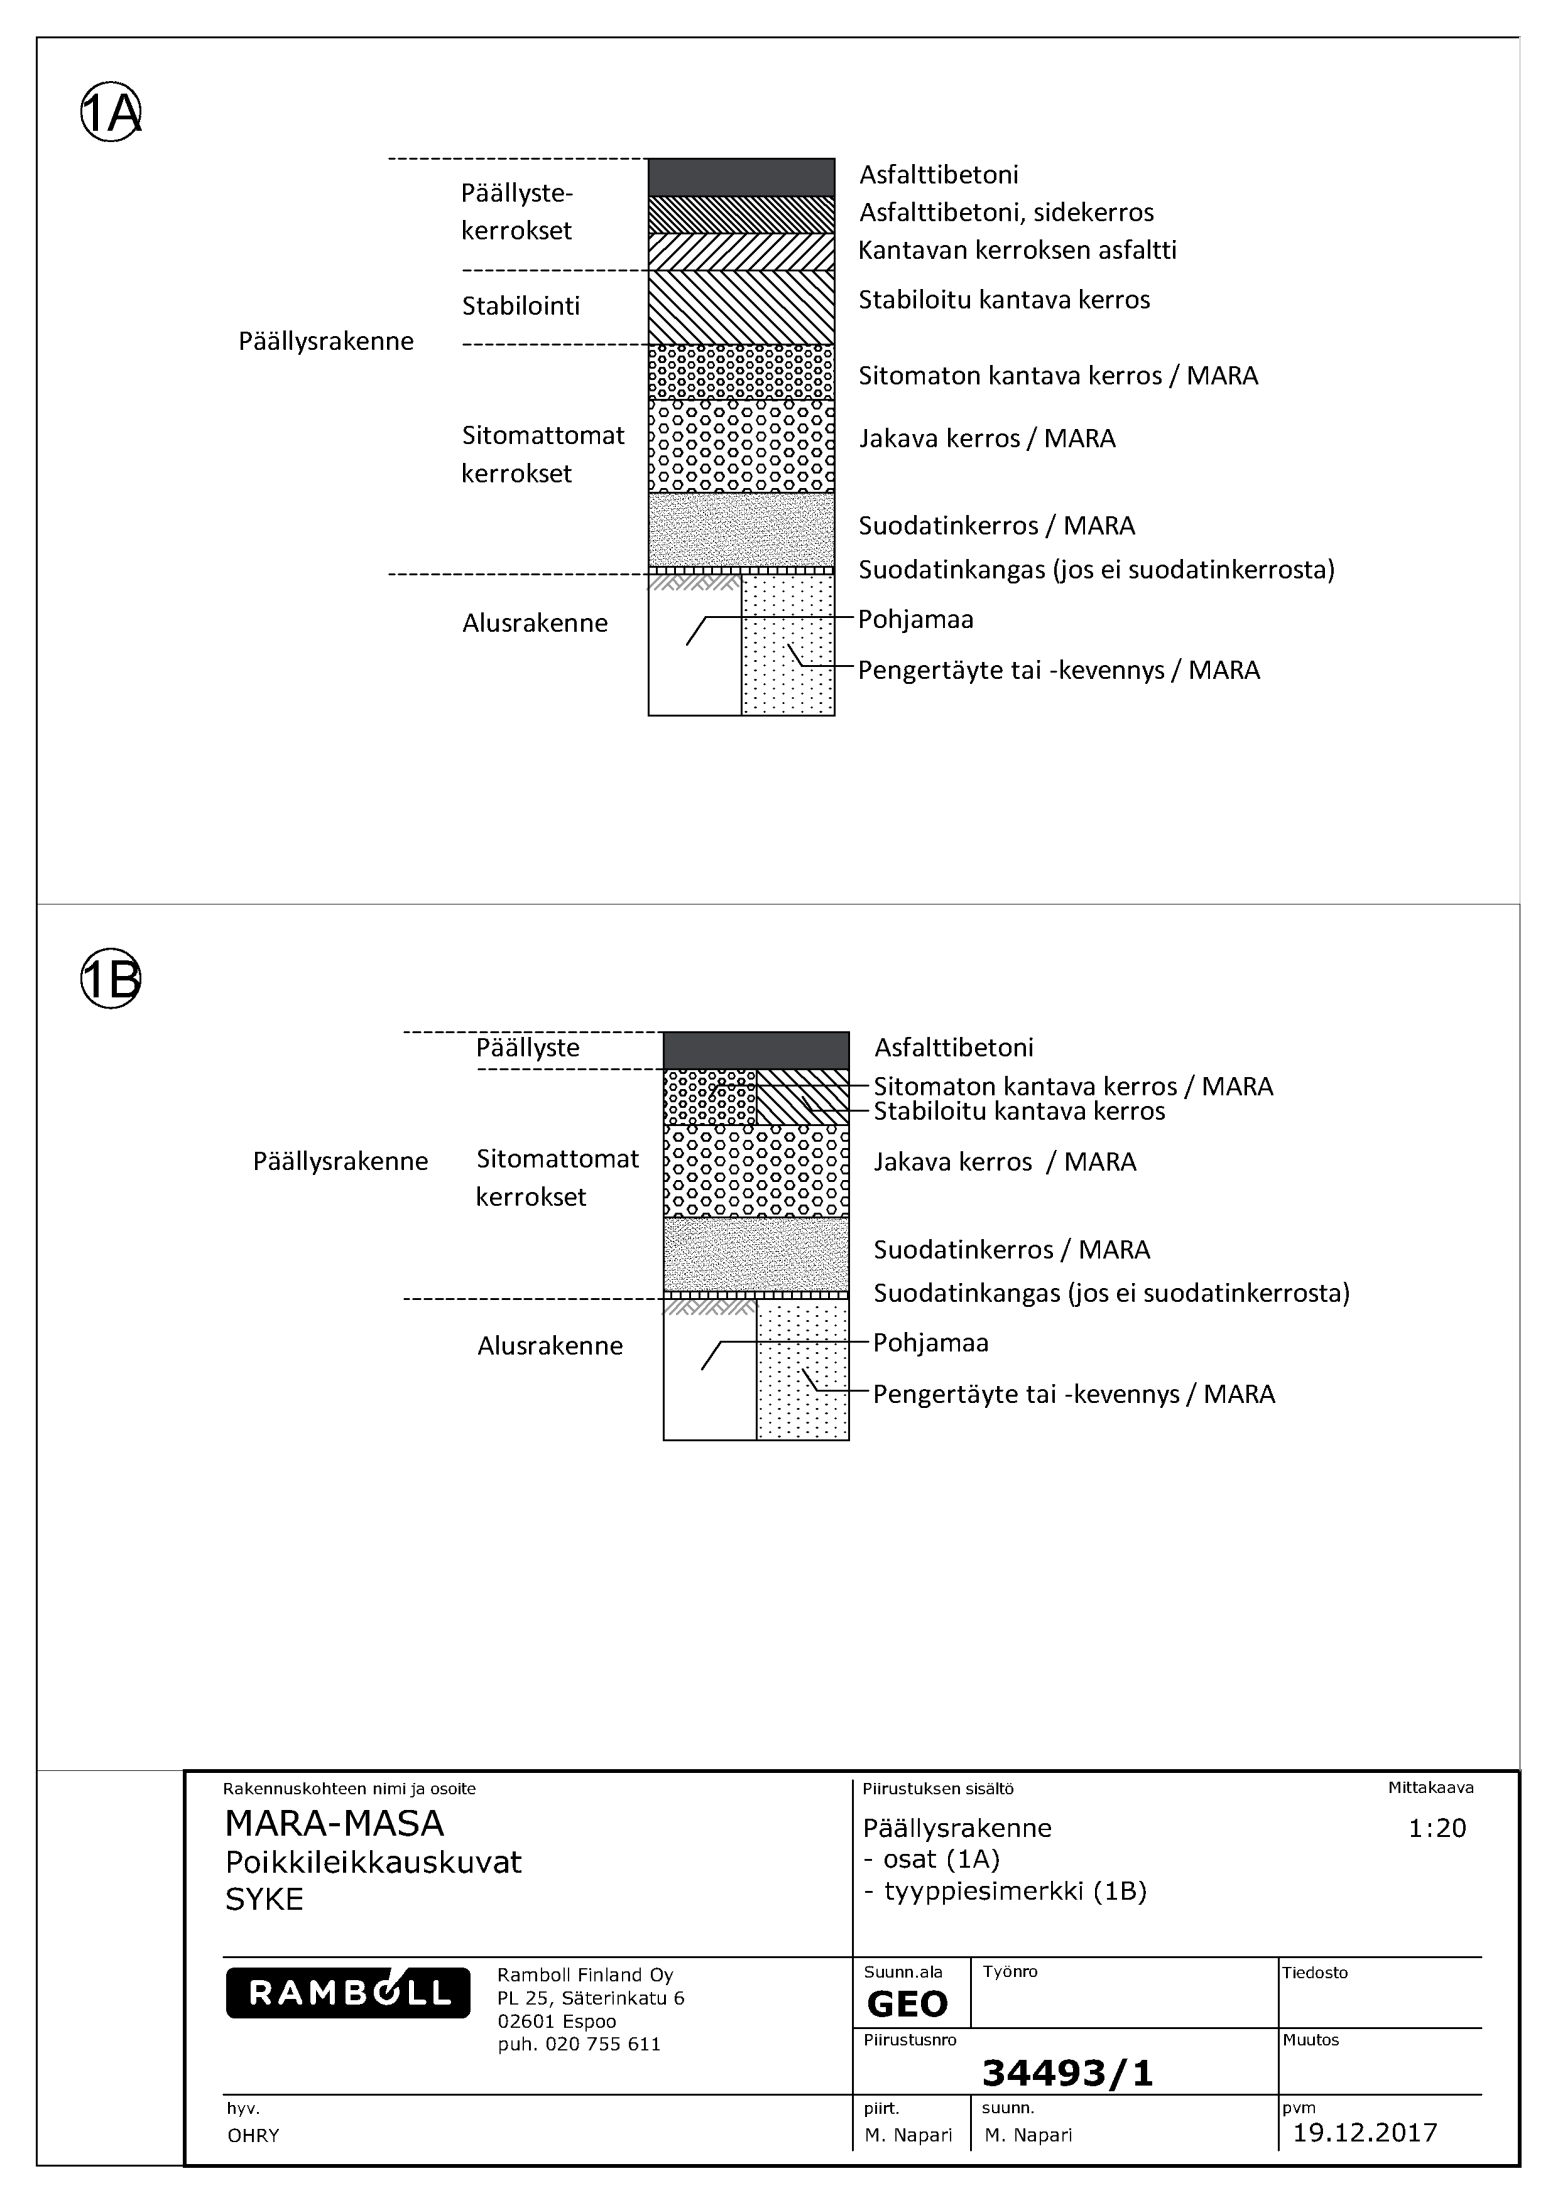 1A
Päällyste-
kerrokset
Stabilointi
Päällysrakenne
Sitomattomat
kerrokset
Alusrakenne
Asfalttibetoni
Asfalttibetoni, sidekerros
Kantavan kerroksen asfaltti
Stabiloitu kantava kerros
Sitomaton kantava kerros / MARA
Jakava kerros / MARA
Suodatinkerros / MARA
Suodatinkangas (jos ei suodatinkerrosta)
Pohjamaa
Pengertäyte tai -kevennys / MARA
1B
Päällyste
Päällysrakenne
Sitomattomat
kerrokset
Alusrakenne
Asfalttibetoni
Sitomaton kantava kerros / MARA
Stabiloitu kantava kerros
Jakava kerros / MARA
Suodatinkerros / MARA
Suodatinkangas (jos ei suodatinkerrosta)
Pohjamaa
Pengertäyte tai -kevennys / MARA
Rakennuskohteen nimi ja osoite
MARA-MASA
Poikkileikkauskuvat
SYKE
Piirustuksen sisältö
Mittakaava
Päällysrakenne
1:20
- osat (1A)
- tyyppiesimerkki (1B)
RAMBOLL
Ramboll Finland Oy
PL 25, Säterinkatu 6
02601 Espoo
puh. 020 755 611
Suunn.ala
GEO
Työnro
Tiedosto
Piirustusnro
34493/1
Muutos
hyv.
OHRY
piirt.
M. Napari
suunn.
M. Napari
pvm
19.12.2017